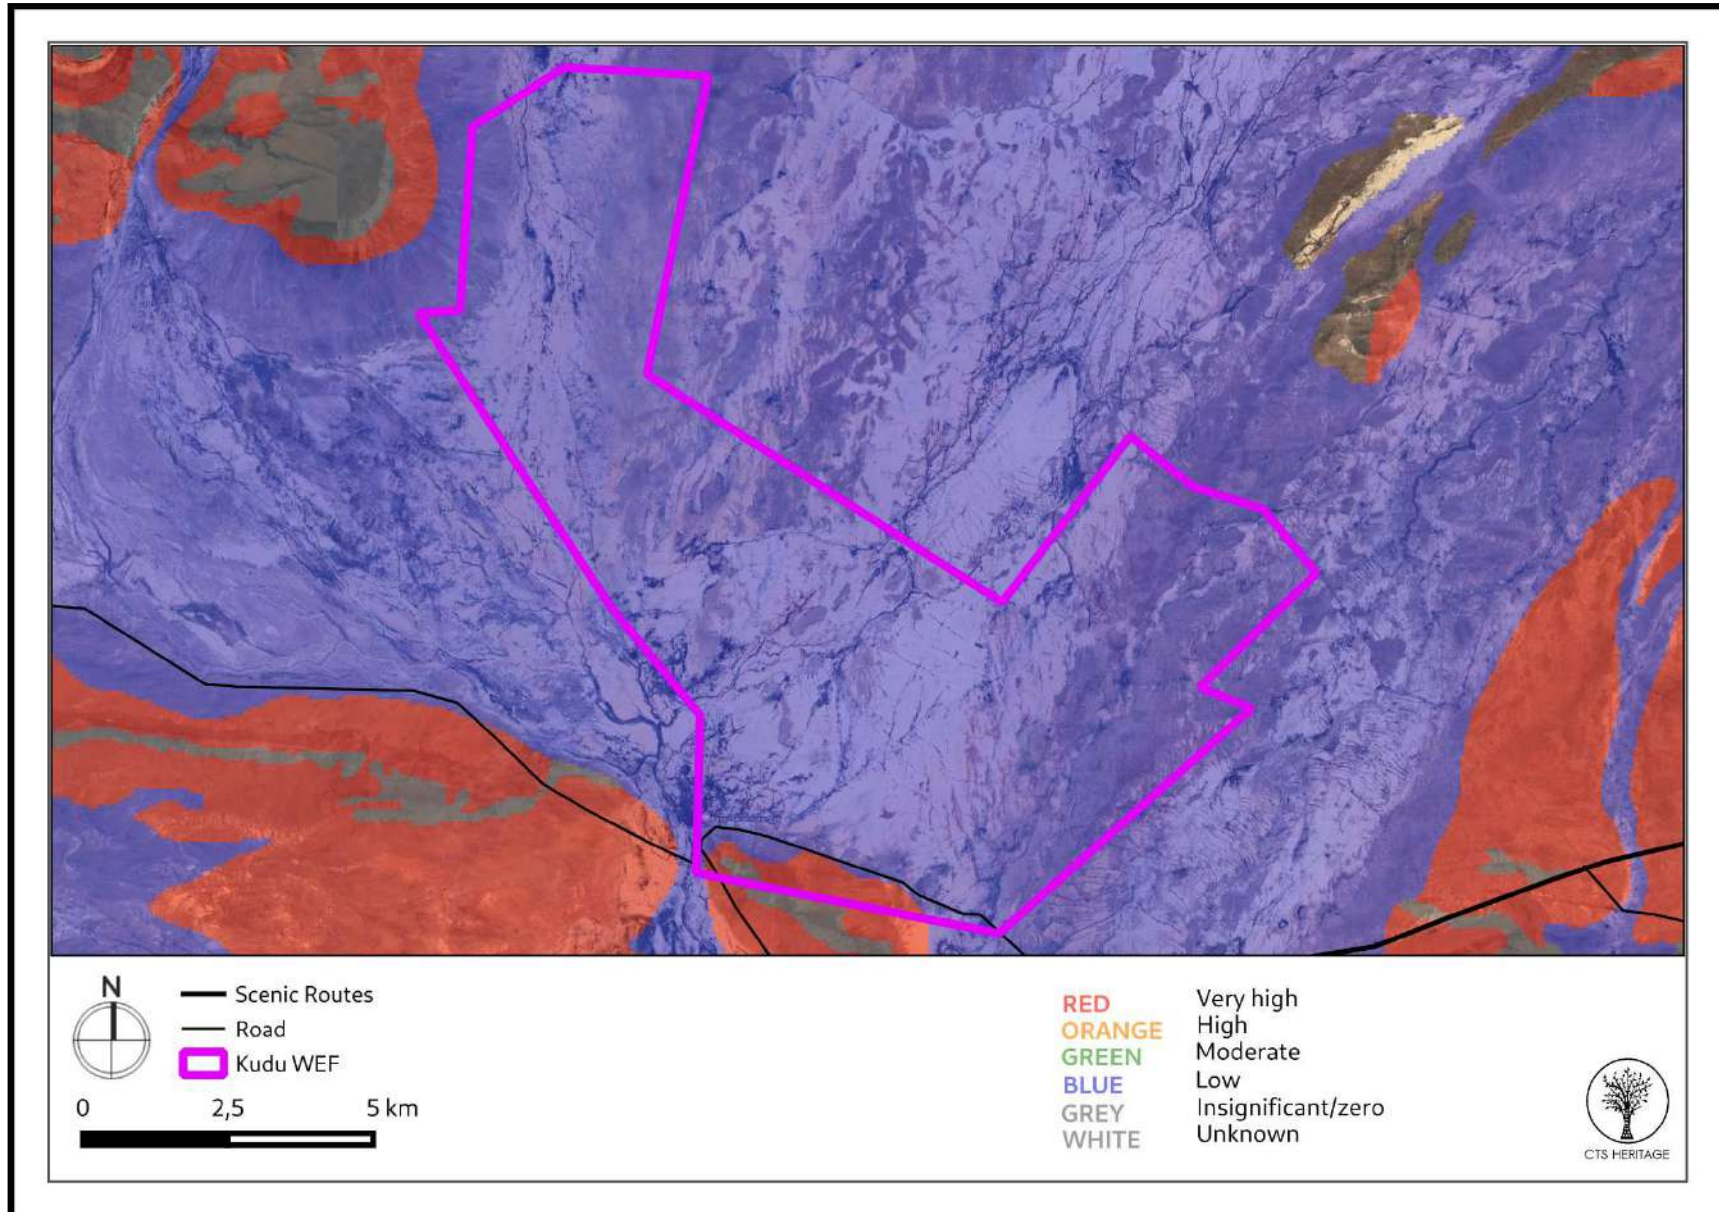 N
Scenic Routes
Road
Kudu WEF
0 2,5 5 km
RED Very high
ORANGE High
GREEN Moderate
BLUE Low
GREY Insignificant/zero
WHITE Unknown
CTS HERITAGE